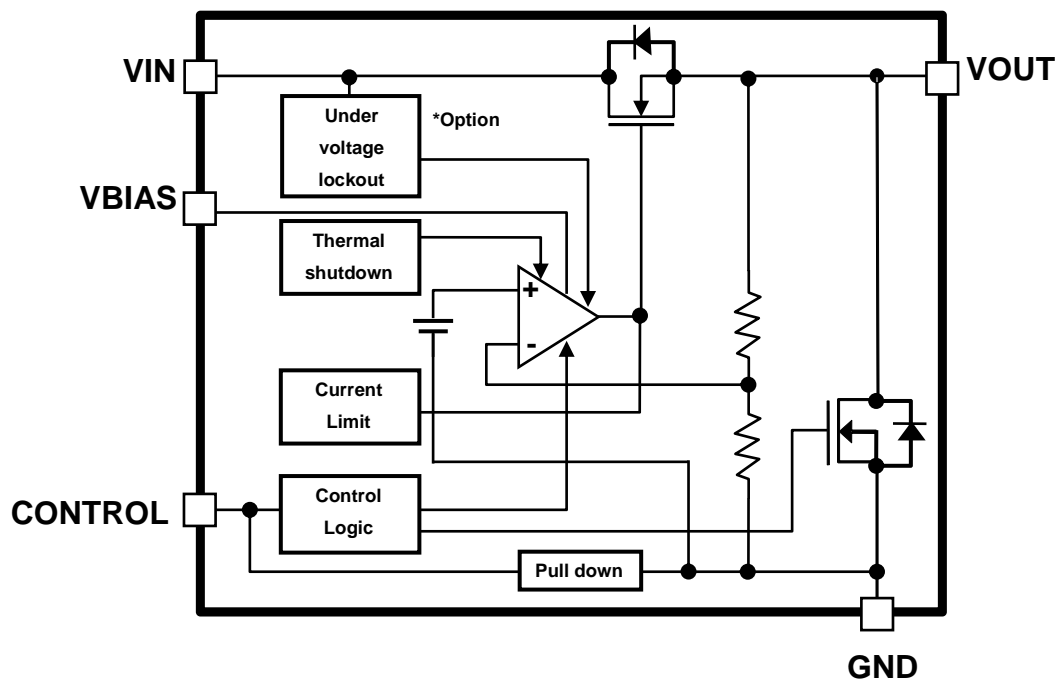 VIN
VOUT
Under
voltage
lockout
*Option
VBIAS
Thermal
shutdown
+
-
Current
Limit
CONTROL
Control
Logic
Pull down
GND